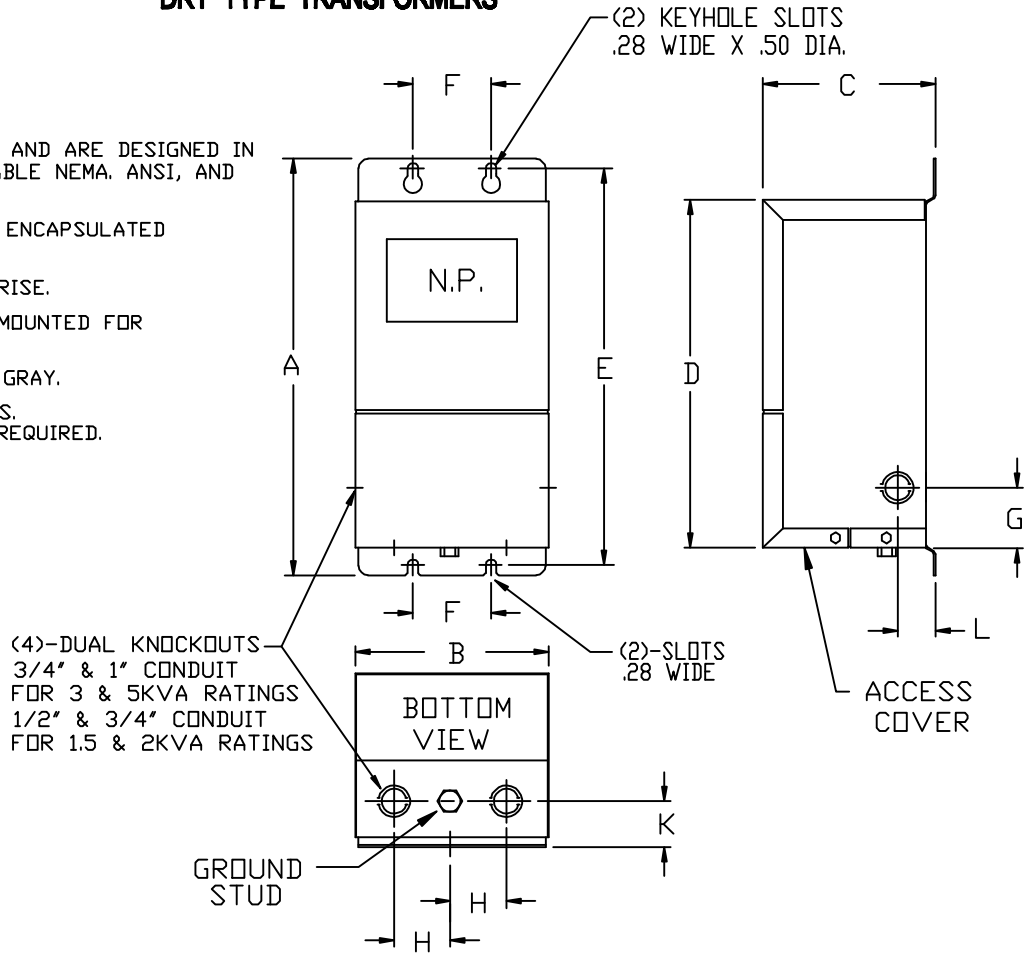 DRY TYPE TRANSFORMERS
(2) KEYHOLE SLOTS
.28 WIDE X .50 DIA.
F
C
AND ARE DESIGNED IN
BLE NEMA. ANSI, AND
ENCAPSULATED
RISE.
MOUNTED FOR
GRAY.
S.
REQUIRED.
N.P.
A
E
D
G
F
L
(4)-DUAL KNOCKOUTS
3/4" & 1" CONDUIT
FOR 3 & 5KVA RATINGS
1/2" & 3/4" CONDUIT
FOR 1.5 & 2KVA RATINGS
B
(2)-SLOTS
.28 WIDE
ACCESS
COVER
BOTTOM
VIEW
K
GROUND
STUD
H
H